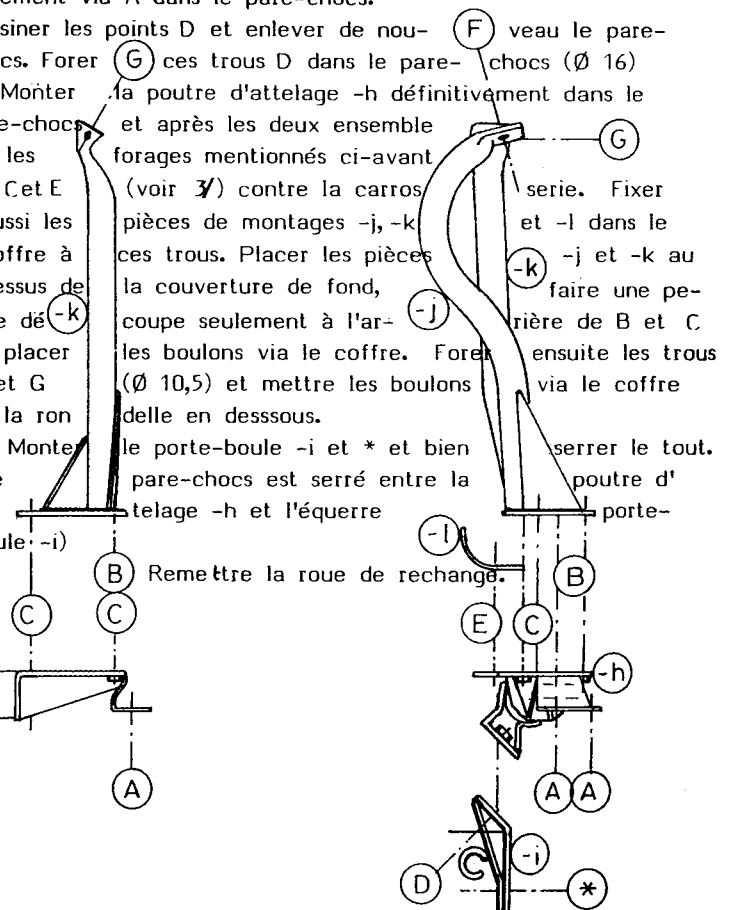 ement via A dans le pare-chocs.
siner les points D et enlever de nou- F veau le pare-
cs. Forer G ces trous D dans le pare- chocs (Ø 16)
Monter la poutre d'attelage -h définitivement dans le
e-chocs et après les deux ensemble
les forages mentionnés ci-avant G
C et E (voir 3/) contre la carros serie. Fixer
ussi les pièces de montages -j, -k et -l dans le
offre à ces trous. Placer les pièces -k -j et -k au
essus de la couverture de fond, faire une pe-
e dé -k coupe seulement à l'ar- -j rière de B et C
placer les boulons via le coffre. Forer ensuite les trous
et G (Ø 10,5) et mettre les boulons via le coffre
la ron delle en desssous.
Monter le porte-boule -i et * et bien serrer le tout.
e pare-chocs est serré entre la poutre d'
telage -h et l'équerre porte-
ule -i) -l
B Remettre la roue de rechange. B
C C E C
-h
A A A
-i
D *